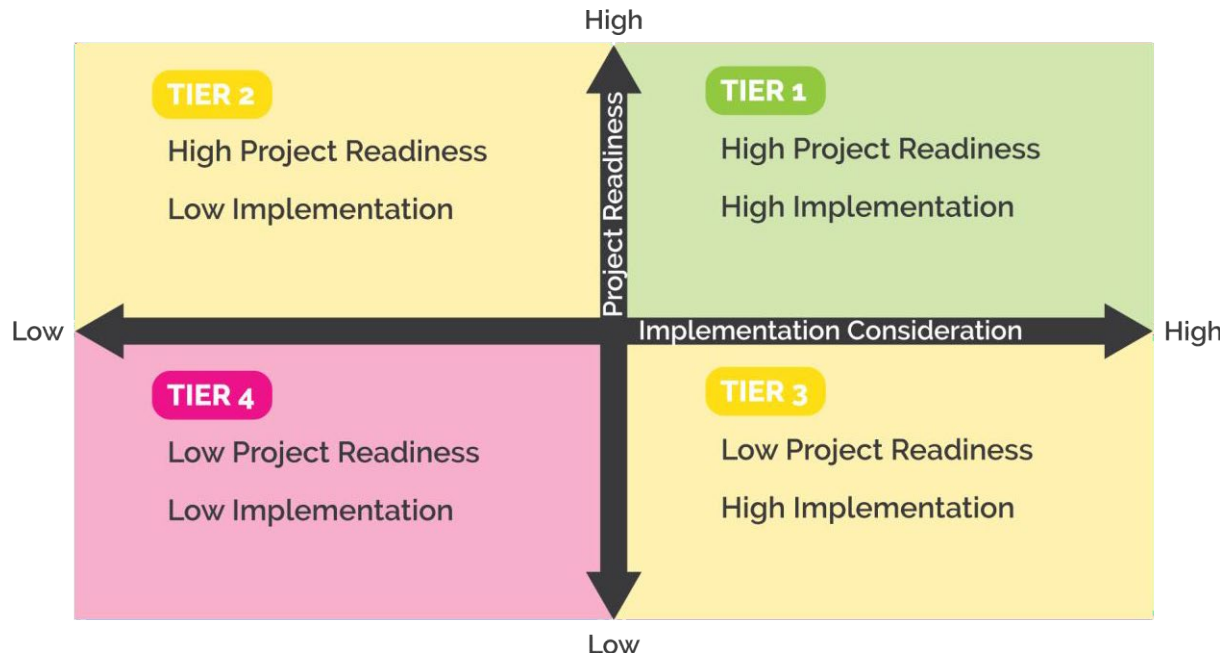 High
TIER 2
High Project Readiness
Low Implementation
TIER 1
High Project Readiness
High Implementation
Project Readiness
Low
Implementation Consideration
High
TIER 4
Low Project Readiness
Low Implementation
TIER 3
Low Project Readiness
High Implementation
Low